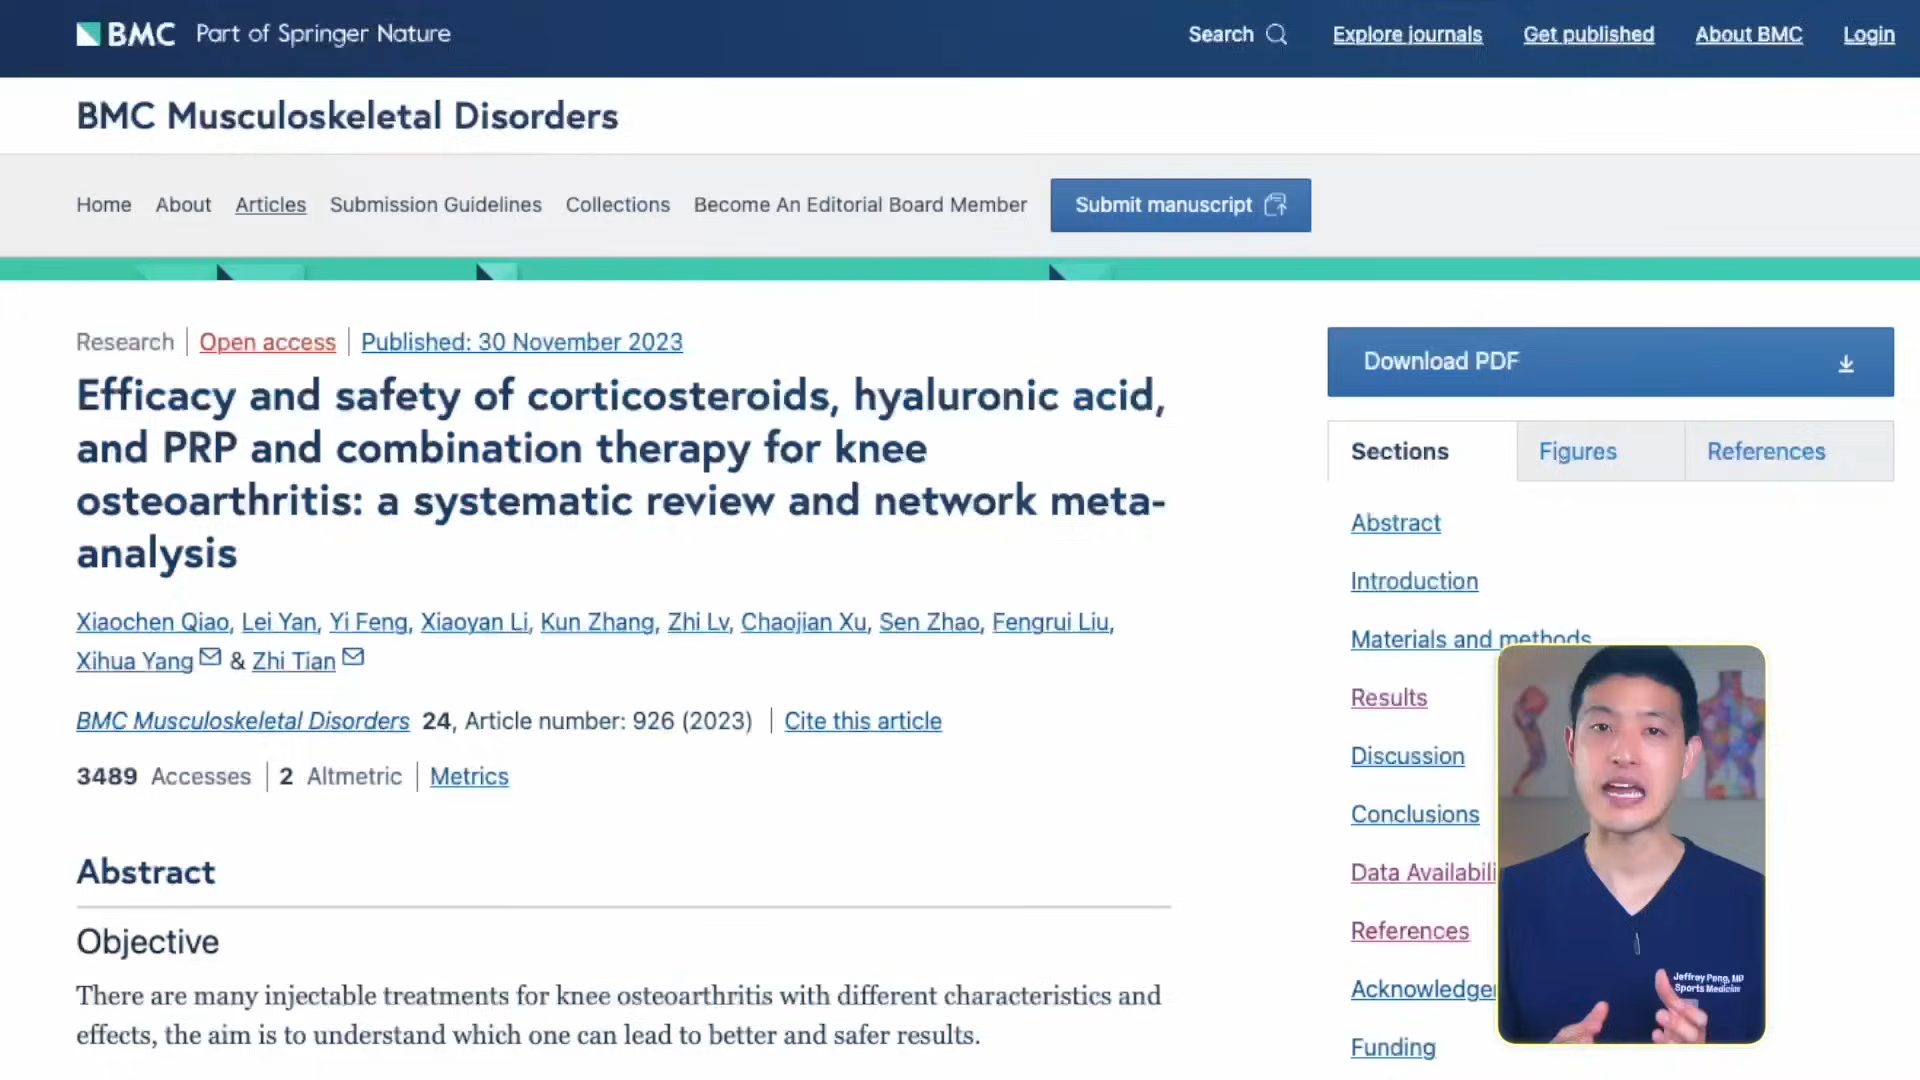 BMC Part of Springer Nature
Search Explore journals Get published About BMC Login
BMC Musculoskeletal Disorders
Home About Articles Submission Guidelines Collections Become An Editorial Board Member Submit manuscript
Research Open access Published: 30 November 2023
Efficacy and safety of corticosteroids, hyaluronic acid,
and PRP and combination therapy for knee
osteoarthritis: a systematic review and network meta-
analysis
Xiaochen Qiao, Lei Yan, Yi Feng, Xiaoyan Li, Kun Zhang, Zhi Lv, Chaojian Xu, Sen Zhao, Fengrui Liu,
Xihua Yang & Zhi Tian
BMC Musculoskeletal Disorders 24, Article number: 926 (2023) Cite this article
3489 Accesses 2 Altmetric Metrics
Abstract
Objective
There are many injectable treatments for knee osteoarthritis with different characteristics and
effects, the aim is to understand which one can lead to better and safer results.
Download PDF
Sections Figures References
Abstract
Introduction
Materials and methods
Results
Discussion
Conclusions
Data Availabili
References
Acknowledge
Funding
Jeffrey Peng, MD
Sports Medicine